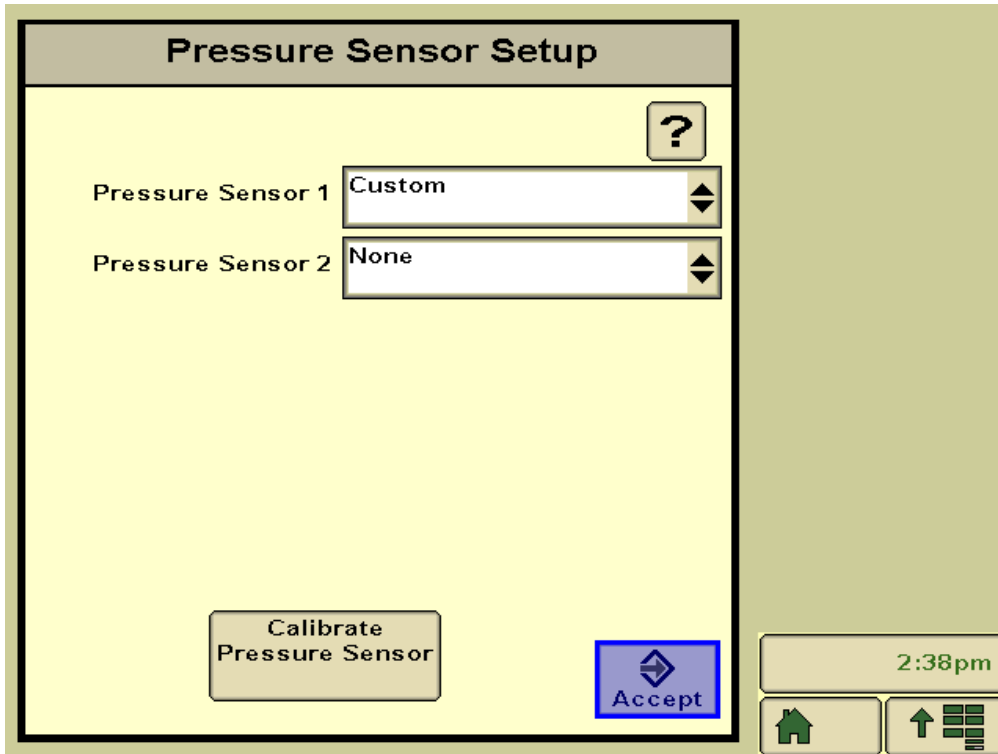 Pressure Sensor Setup
?
Pressure Sensor 1
Custom
Pressure Sensor 2
None
Calibrate
Pressure Sensor
Accept
2:38pm